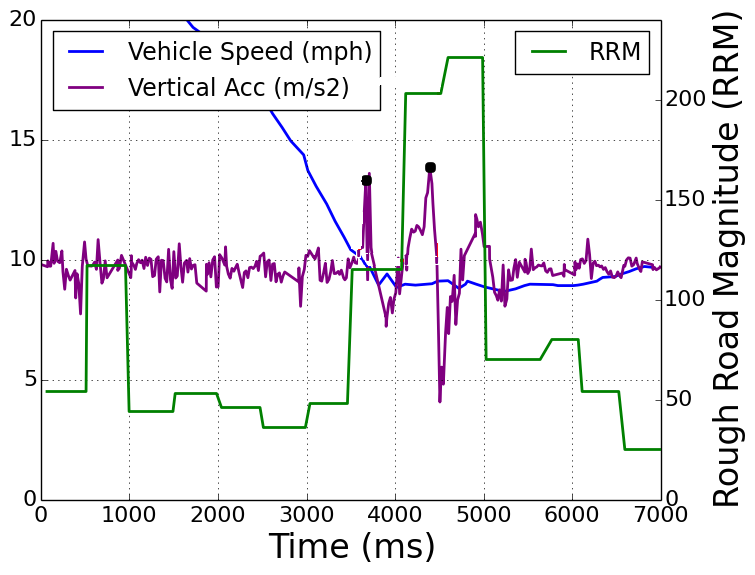 20
15
10
5
0
Vehicle Speed (mph)
Vertical Acc (m/s2)
RRM
200
150
100
50
0
Rough Road Magnitude (RRM)
0 1000 2000 3000 4000 5000 6000 7000
Time (ms)